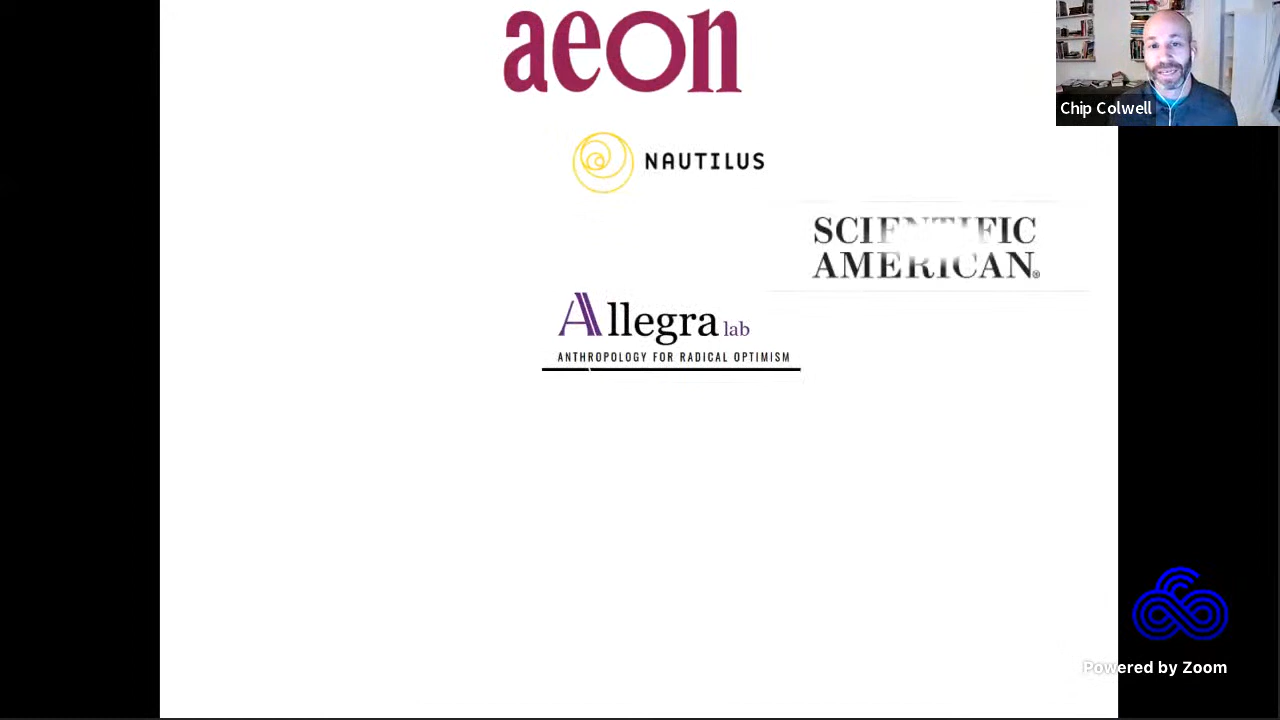 aeon
Chip Colwell
NAUTILUS
SCIENTIFIC
AMERICAN®
Allegra lab
ANTHROPOLOGY FOR RADICAL OPTIMISM
Powered by Zoom